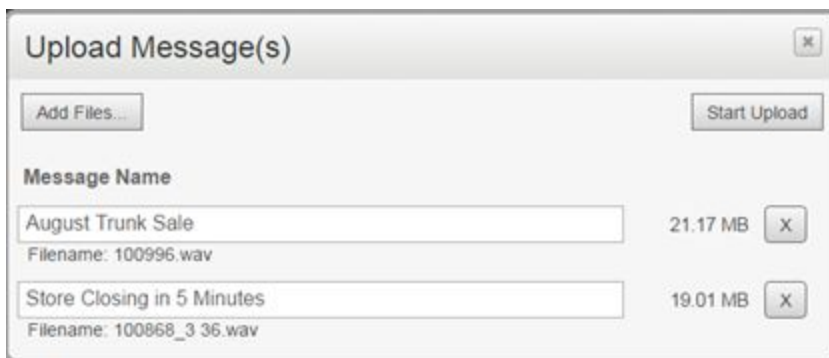 Upload Message(s)
x
Add Files... Start Upload
Message Name
August Trunk Sale 21.17 MB X
Filename: 100996.wav
Store Closing in 5 Minutes 19.01 MB X
Filename: 100868_3 36.wav